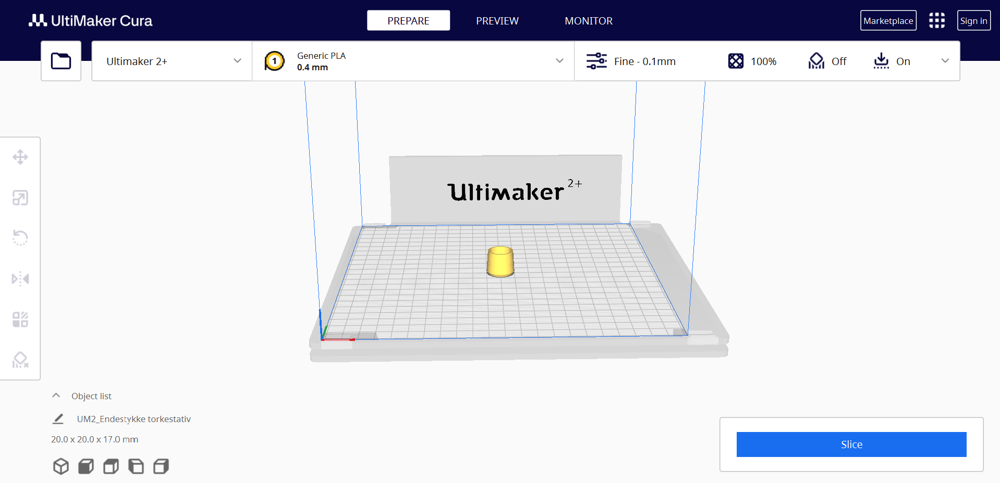 UltiMaker Cura
PREPARE
PREVIEW
MONITOR
Marketplace
Sign in
Ultimaker 2+
1
Generic PLA
0.4 mm
Fine - 0.1mm
100%
Off
On
Ultimaker 2+
Object list
UM2_Endestykke torkestativ
20.0 x 20.0 x 17.0 mm
Slice